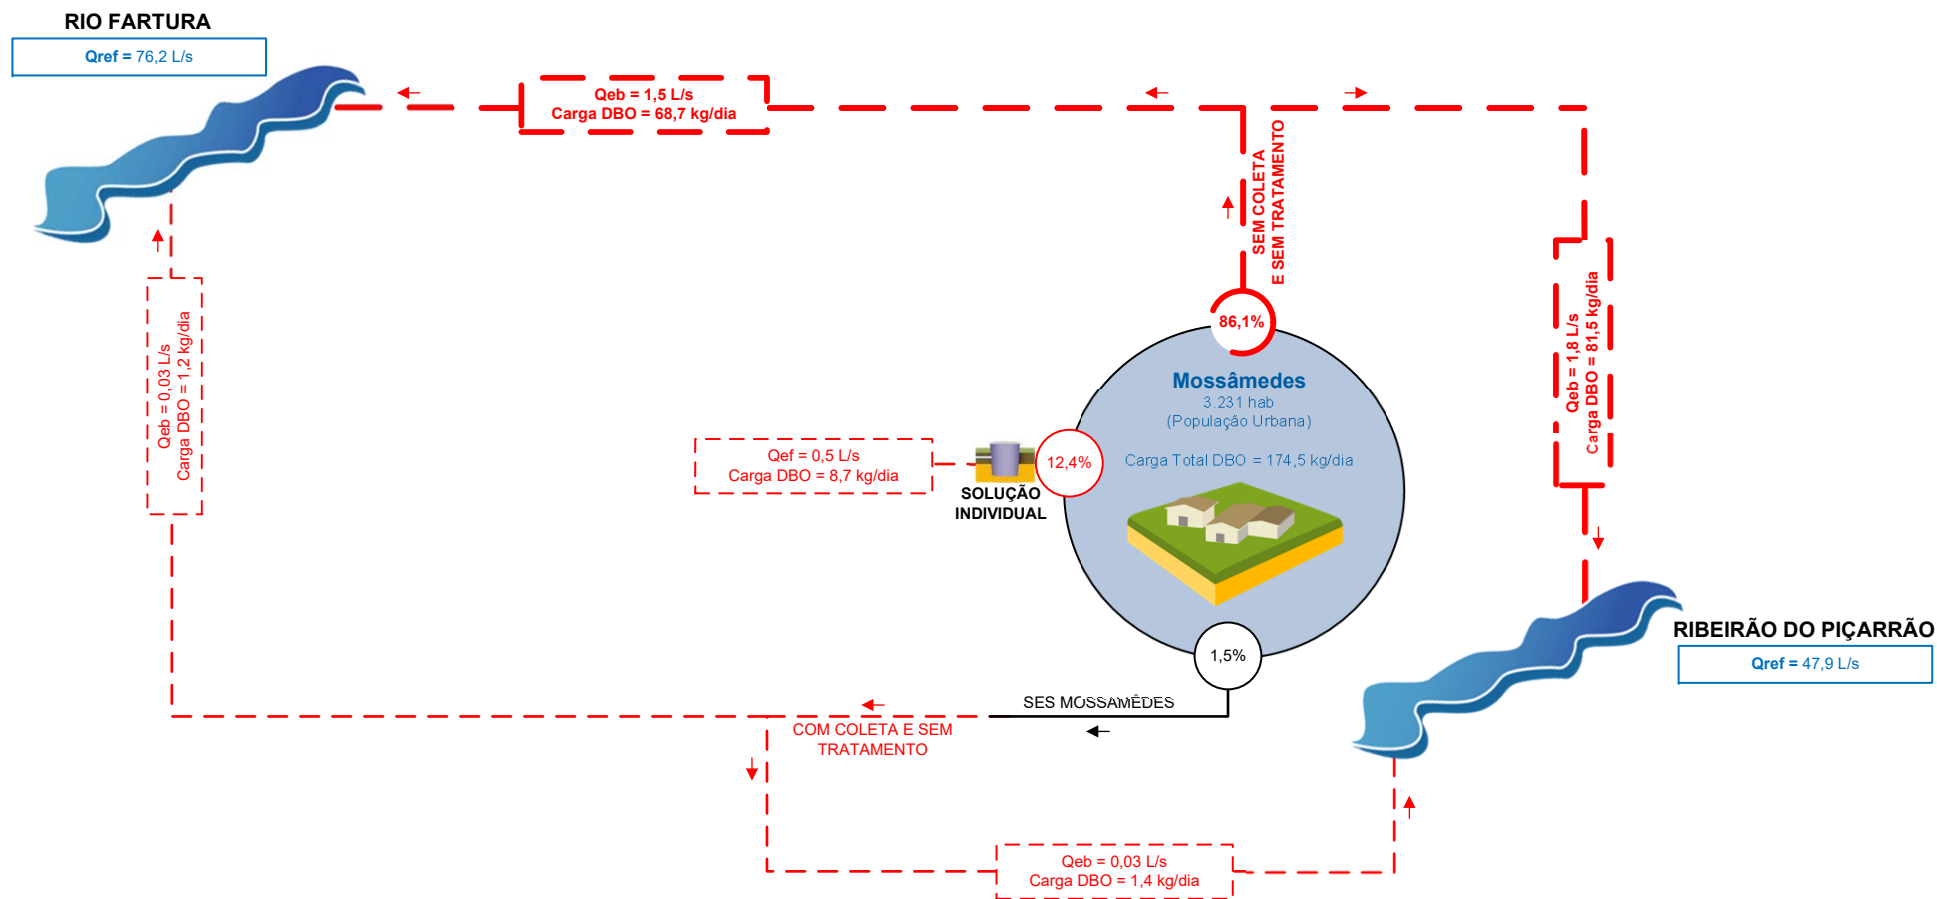 RIO FARTURA
Qref = 76,2 L/s
Qeb = 1,5 L/s
Carga DBO = 68,7 kg/dia
SEM COLETA
E SEM TRATAMENTO
Qeb = 1,8 L/s
Carga DBO = 81,5 kg/dia
Qeb = 0,03 L/s
Carga DBO = 1,2 kg/dia
86,1%
Mossâmedes
3.231 hab
(População Urbana)
Carga Total DBO = 174,5 kg/dia
12,4%
Qef = 0,5 L/s
Carga DBO = 8,7 kg/dia
SOLUÇÃO
INDIVIDUAL
RIBEIRÃO DO PIÇARRÃO
Qref = 47,9 L/s
1,5%
SES MOSSAMÊDES
COM COLETA E SEM
TRATAMENTO
Qeb = 0,03 L/s
Carga DBO = 1,4 kg/dia